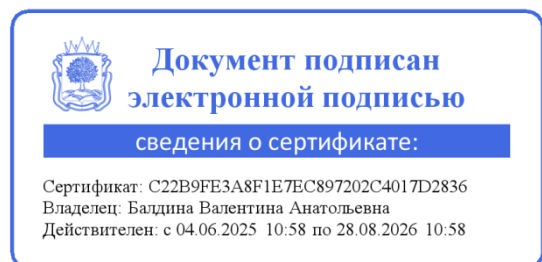 Документ подписан
электронной подписью
сведения о сертификате:
Сертификат: C22B9FE3A8F1E7EC897202C4017D2836
Владелец: Балдина Валентина Анатольевна
Действителен: с 04.06.2025 10:58 по 28.08.2026 10:58